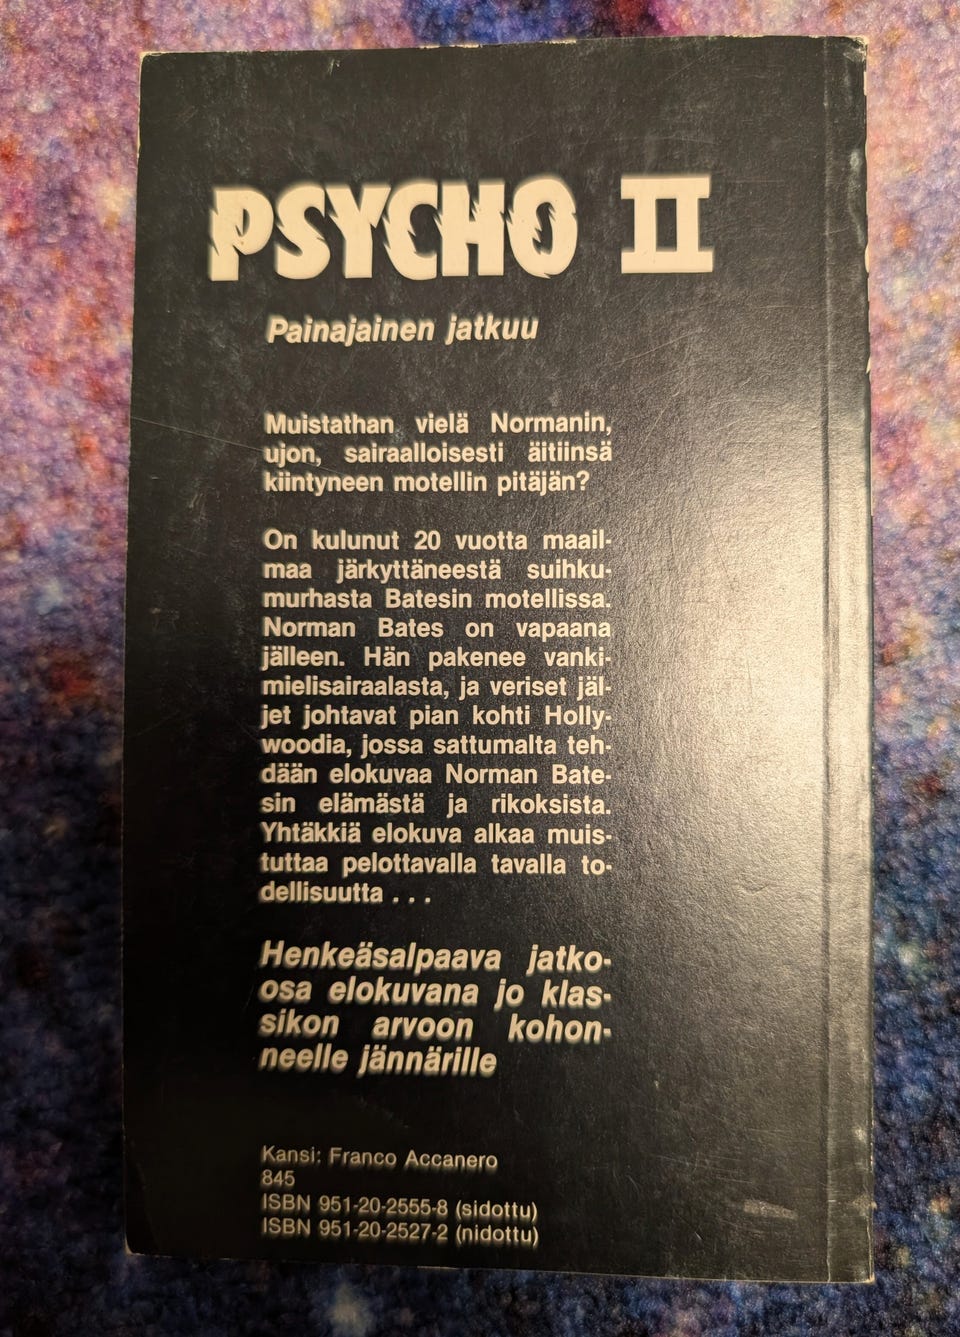 PSYCHO II
Painajainen jatkuu
Muistathan vielä Normanin,
ujon, sairaalloisesti äitiinsä
kiintyneen motellin pitäjän?
On kulunut 20 vuotta maail-
maa järkyttäneestä suihku-
murhasta Batesin motellissa.
Norman Bates on vapaana
jälleen. Hän pakenee vanki-
mielisairaalasta, ja veriset jäl-
jet johtavat pian kohti Holly-
woodia, jossa sattumalta teh-
dään elokuvaa Norman Bate-
sin elämästä ja rikoksista.
Yhtäkkiä elokuva alkaa muis-
tuttaa pelottavalla tavalla to-
dellisuutta . . .
Henkeäsalpaava jatko-
osa elokuvana jo klas-
sikon arvoon kohon-
neelle jännärille
Kansi: Franco Accanero
845
ISBN 951-20-2555-8 (sidottu)
ISBN 951-20-2527-2 (nidottu)